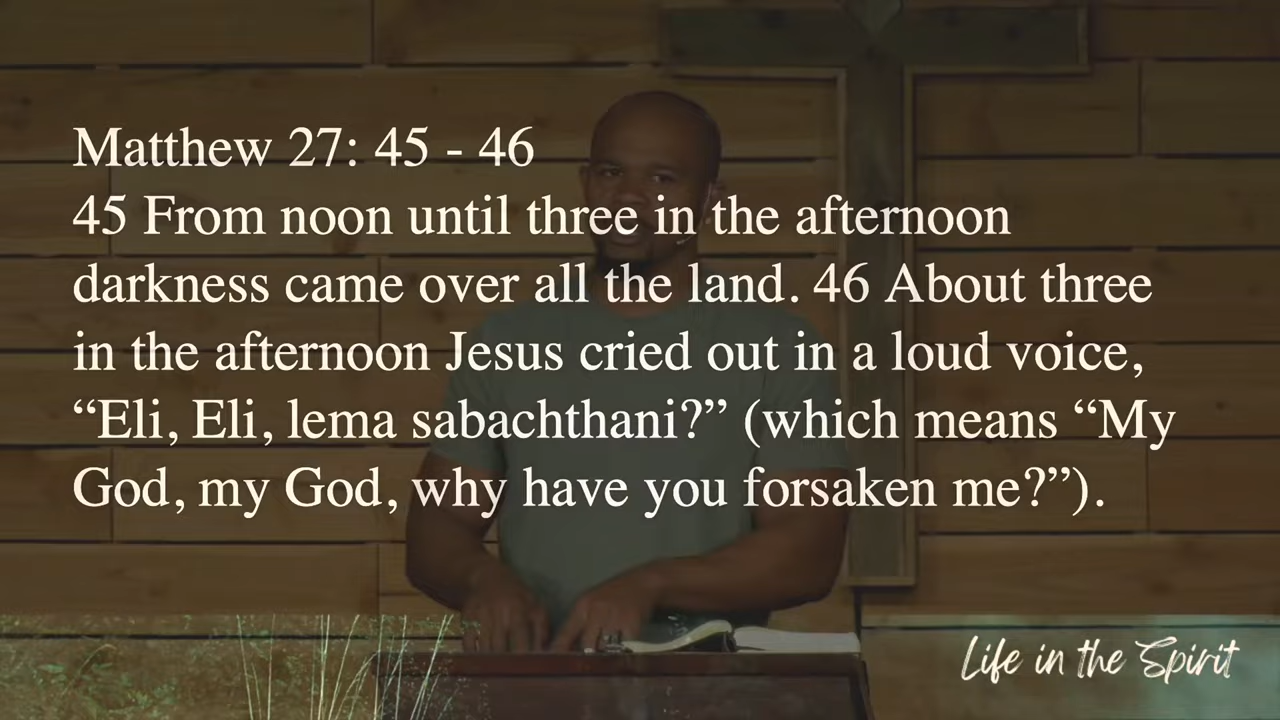 Matthew 27: 45 - 46
45 From noon until three in the afternoon
darkness came over all the land. 46 About three
in the afternoon Jesus cried out in a loud voice,
“Eli, Eli, lema sabachthani?” (which means “My
God, my God, why have you forsaken me?”).
Life in the Spirit